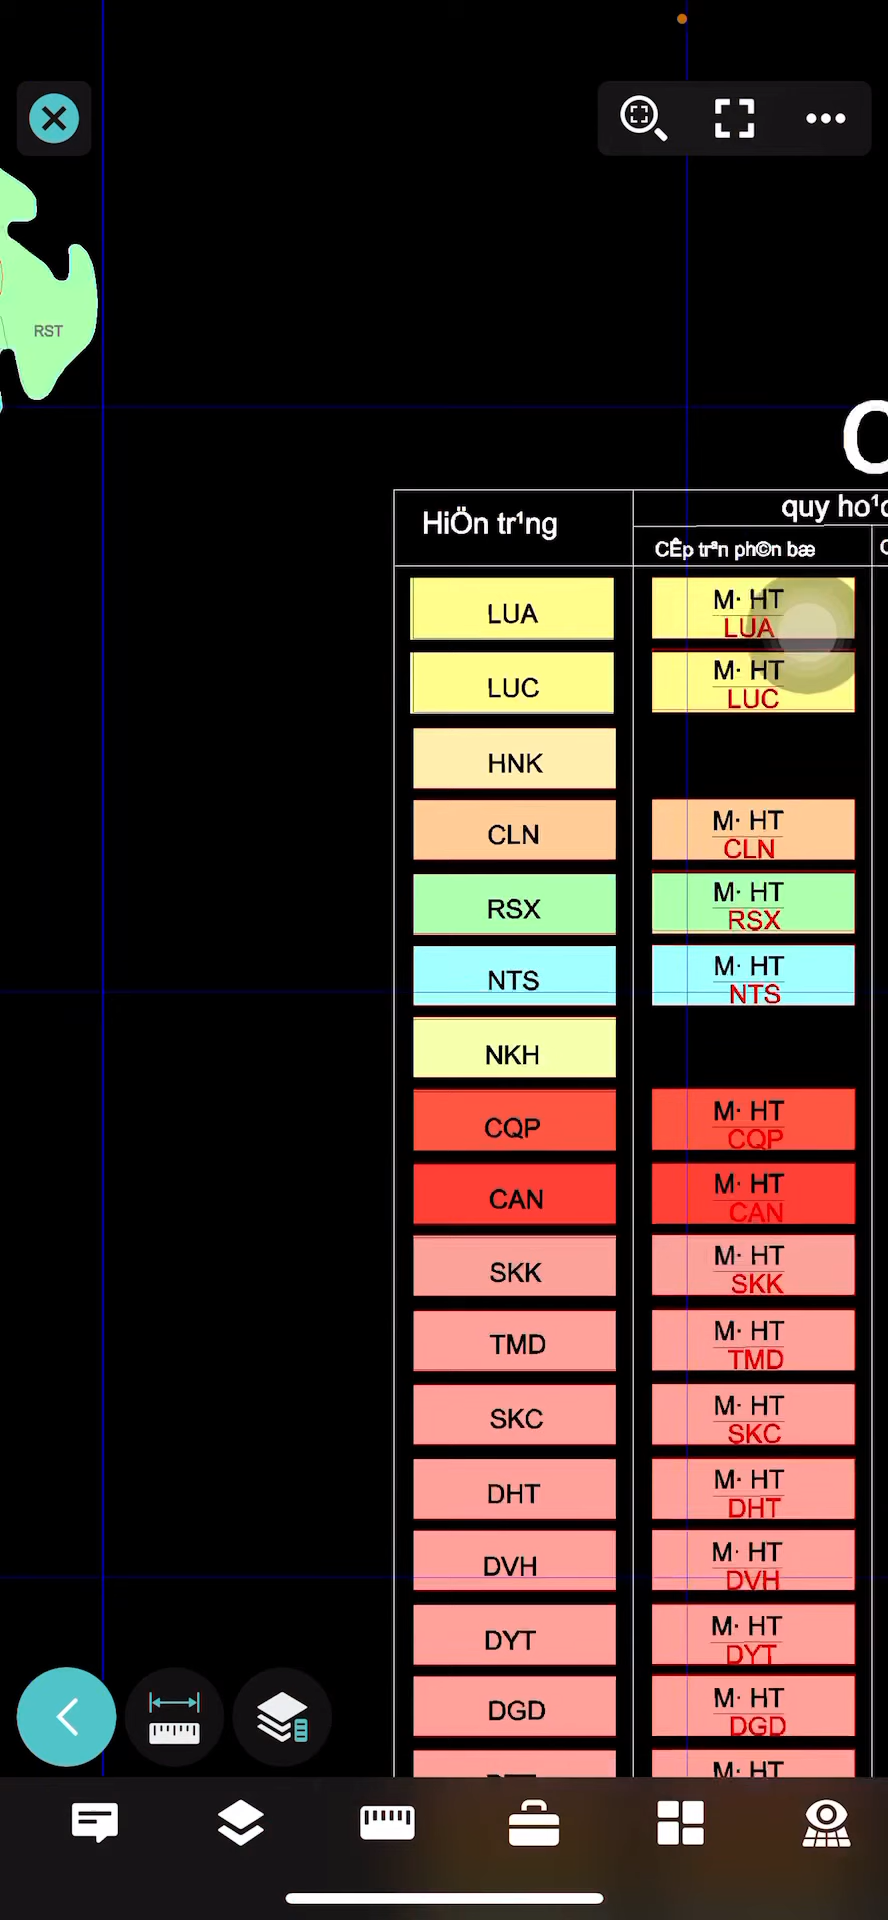 RST
HiÖn tr¹ng
quy ho¹
CÊp trªn ph©n bæ
LUA
M· HT
LUA
LUC
M· HT
LUC
HNK
CLN
M· HT
CLN
RSX
M· HT
RSX
NTS
M· HT
NTS
NKH
CQP
M· HT
CQP
CAN
M· HT
CAN
SKK
M· HT
SKK
TMD
M· HT
TMD
SKC
M· HT
SKC
DHT
M· HT
DHT
DVH
M· HT
DVH
DYT
M· HT
DYT
DGD
M· HT
DGD
M· HT